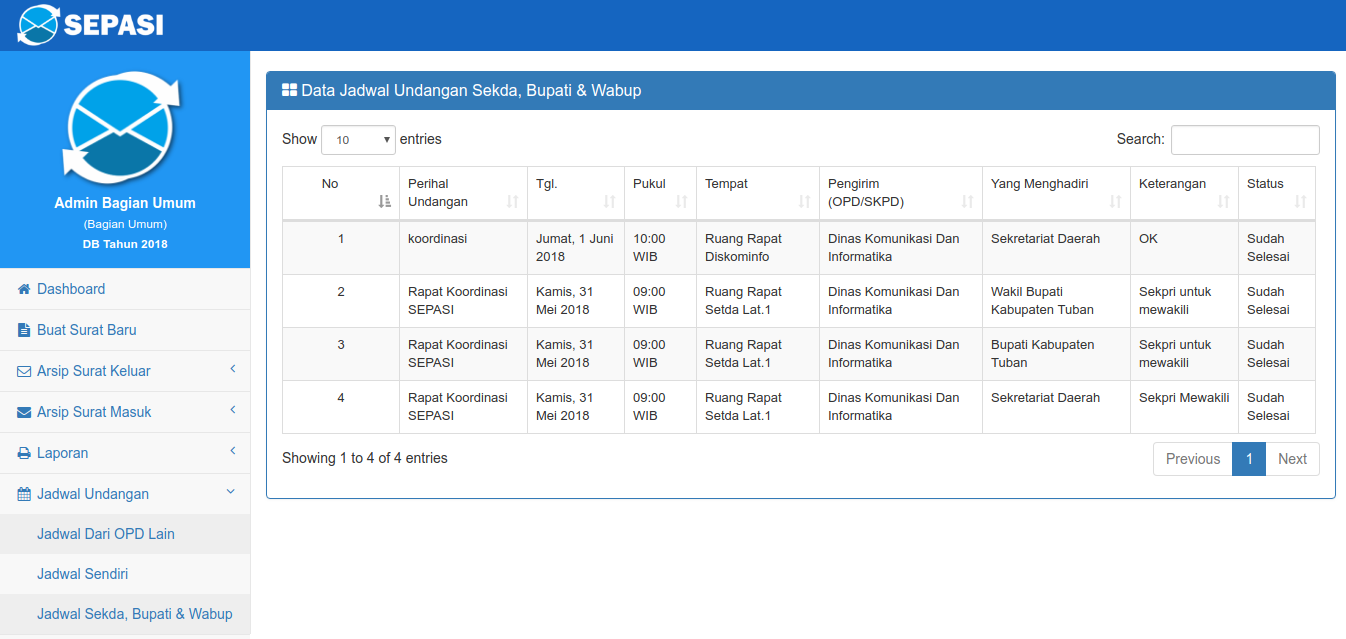 SEPASI
Admin Bagian Umum
(Bagian Umum)
DB Tahun 2018
Dashboard
Buat Surat Baru
Arsip Surat Keluar
Arsip Surat Masuk
Laporan
Jadwal Undangan
Jadwal Dari OPD Lain
Jadwal Sendiri
Jadwal Sekda, Bupati & Wabup
Data Jadwal Undangan Sekda, Bupati & Wabup
Show 10 entries Search:
No Perihal Tgl. Pukul Tempat Pengirim Yang Menghadiri Keterangan Status
Undangan (OPD/SKPD)
1 koordinasi Jumat, 1 Juni 10:00 Ruang Rapat Dinas Komunikasi Dan Sekretariat Daerah OK Sudah
2018 WIB Diskominfo Informatika Selesai
2 Rapat Koordinasi Kamis, 31 09:00 Ruang Rapat Dinas Komunikasi Dan Wakil Bupati Sekpri untuk Sudah
SEPASI Mei 2018 WIB Setda Lat.1 Informatika Kabupaten Tuban mewakili Selesai
3 Rapat Koordinasi Kamis, 31 09:00 Ruang Rapat Dinas Komunikasi Dan Bupati Kabupaten Sekpri untuk Sudah
SEPASI Mei 2018 WIB Setda Lat.1 Informatika Tuban mewakili Selesai
4 Rapat Koordinasi Kamis, 31 09:00 Ruang Rapat Dinas Komunikasi Dan Sekretariat Daerah Sekpri Mewakili Sudah
SEPASI Mei 2018 WIB Setda Lat.1 Informatika Selesai
Showing 1 to 4 of 4 entries Previous 1 Next